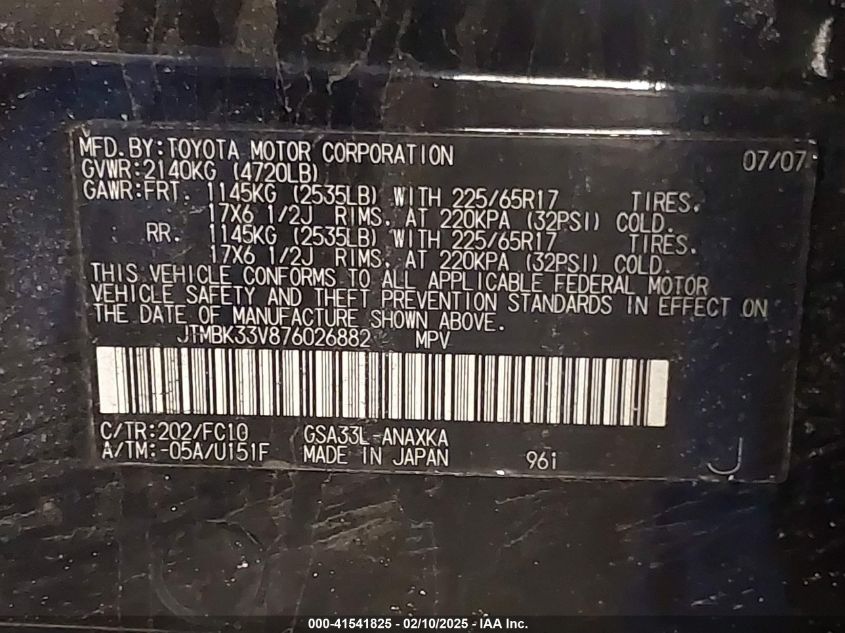 MFD.BY:TOYOTA MOTOR CORPORATION 07/07
GVWR:2140KG (4720LB)
GAWR:FRT. 1145KG (2535LB) WITH 225/65R17 TIRES.
17X6 1/2J RIMS. AT 220KPA (32PSI) COLD.
RR. 1145KG (2535LB) WITH 225/65R17 TIRES.
17X6 1/2J RIMS. AT 220KPA (32PSI) COLD.
THIS VEHICLE CONFORMS TO ALL APPLICABLE FEDERAL MOTOR
VEHICLE SAFETY AND THEFT PREVENTION STANDARDS IN EFFECT ON
THE DATE OF MANUFACTURE SHOWN ABOVE.
JTMBK33V876026882 MPV
C/TR:202/FC10 GSA33L-ANAXKA
A/TM:-05A/U151F MADE IN JAPAN 96i J
000-41541825 - 02/10/2025 - IAA Inc.